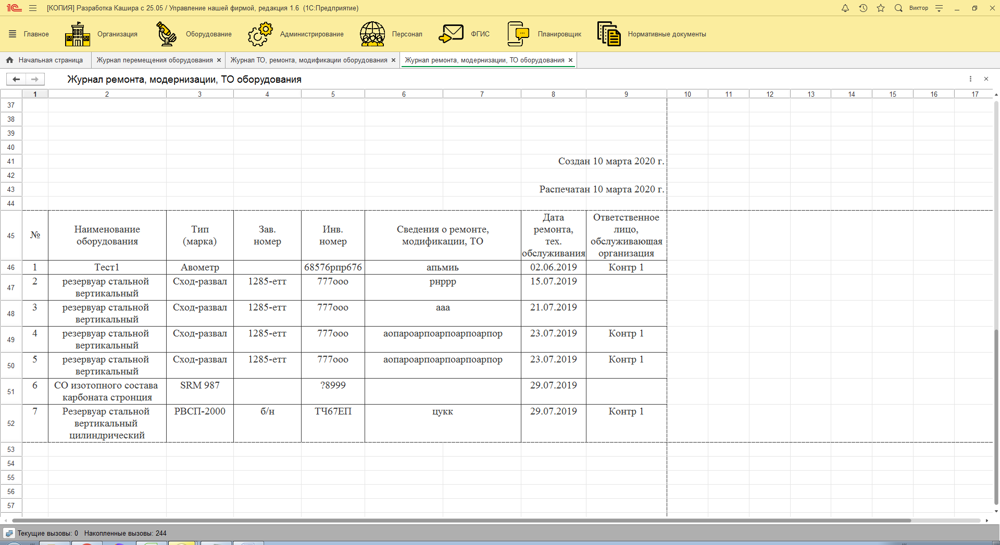 [КОПИЯ] Разработка Кашира с 25.05 / Управление нашей фирмой, редакция 1.6 (1С:Предприятие)
Виктор
Главное
Организация
Оборудование
Администрирование
Персонал
ФГИС
Планировщик
Нормативные документы
Начальная страница
Журнал перемещения оборудования
Журнал ТО, ремонта, модификации оборудования
Журнал ремонта, модернизации, ТО оборудования
Журнал ремонта, модернизации, ТО оборудования
1 2 3 4 5 6 7 8 9 10 11 12 13 14 15 16 17
37
38
39
40
41 Создан 10 марта 2020 г.
42
43 Распечатан 10 марта 2020 г.
44
45
№
Наименование
оборудования
Тип
(марка)
Зав.
номер
Инв.
номер
Сведения о ремонте,
модификации, ТО
Дата
ремонта,
тех.
обслуживания
Ответственное
лицо,
обслуживающая
организация
46 1 Тест1 Авометр 68576рпр676 апьмиь 02.06.2019 Контр 1
47 2 резервуар стальной Сход-развал 1285-етт 777ооо рнррр 15.07.2019
вертикальный
48 3 резервуар стальной Сход-развал 1285-етт 777ооо ааа 21.07.2019
вертикальный
49 4 резервуар стальной Сход-развал 1285-етт 777ооо аопароарпоарпоарпоарпор 23.07.2019 Контр 1
вертикальный
50 5 резервуар стальной Сход-развал 1285-етт 777ооо аопароарпоарпоарпоарпор 23.07.2019 Контр 1
вертикальный
51 6 СО изотопного состава SRM 987 ?8999 29.07.2019
карбоната стронция
52 7 Резервуар стальной РВСП-2000 б/н ТЧ67ЕП цукк 29.07.2019 Контр 1
вертикальный
цилиндрический
53
54
55
56
57
Текущие вызовы: 0 Накопленные вызовы: 244